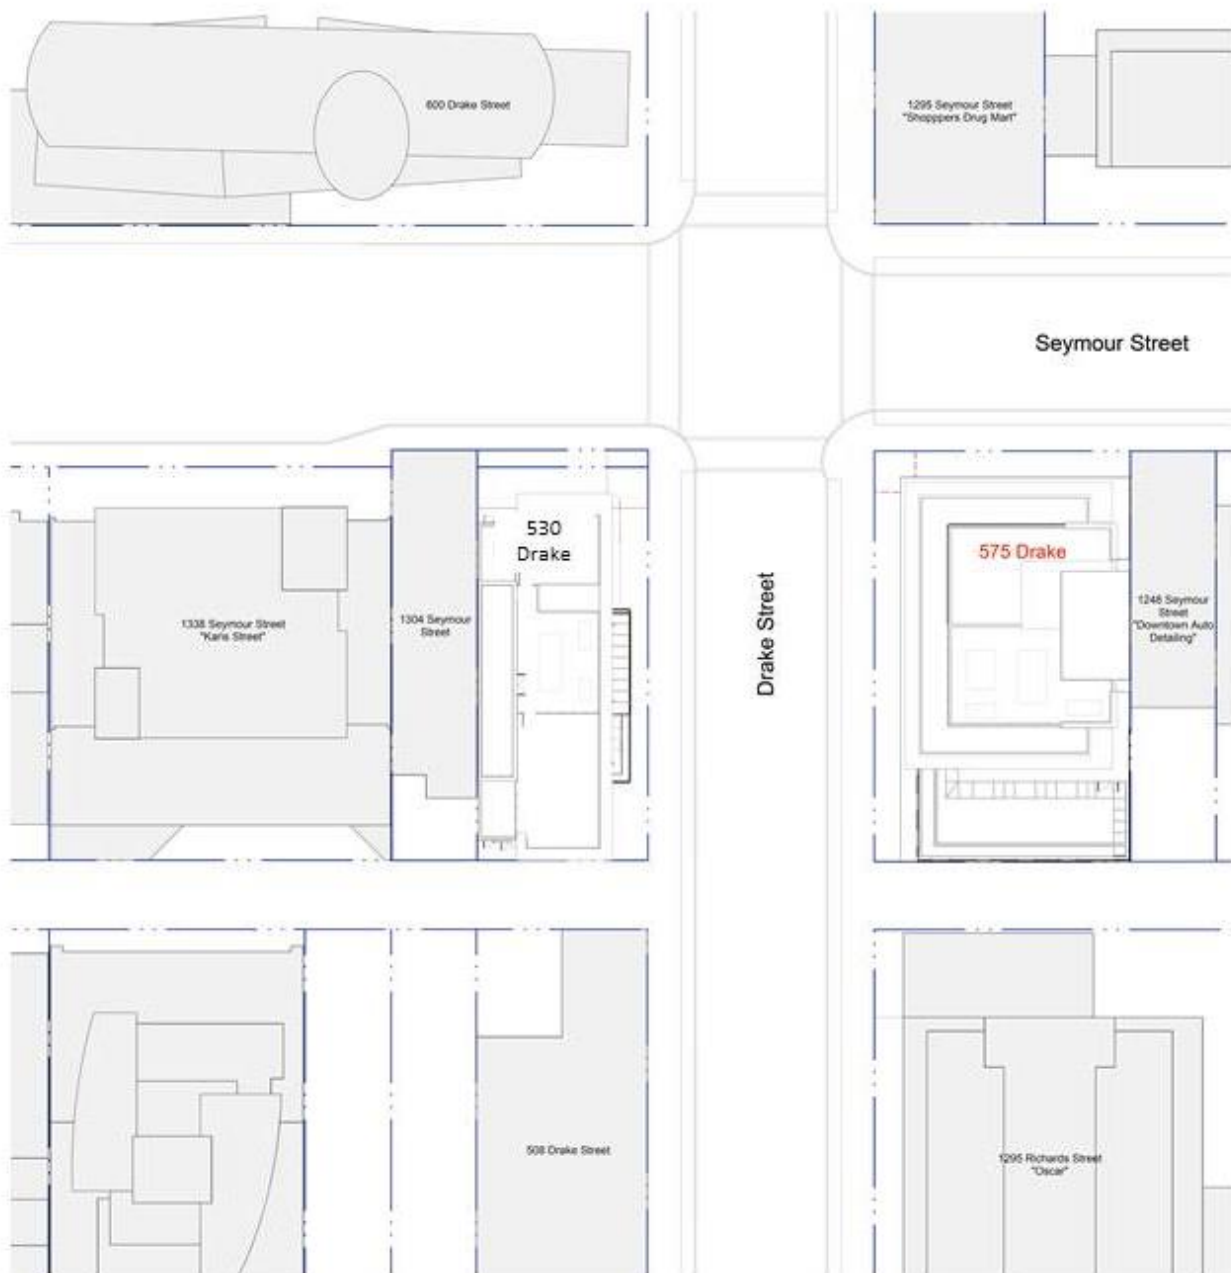 600 Drake Street
1295 Seymour Street
"Shopppers Drug Mart"
Seymour Street
530
Drake
575 Drake
1338 Seymour Street
"Karis Street"
1304 Seymour
Street
Drake Street
1248 Seymour
Street
"Downtown Auto
Detailing"
508 Drake Street
1295 Richards Street
"Oscar"